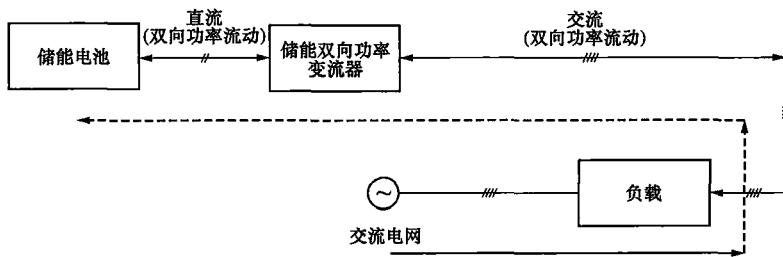 直流
(双向功率流动)
储能电池
储能双向功率
变流器
交流
(双向功率流动)
~
负载
交流电网